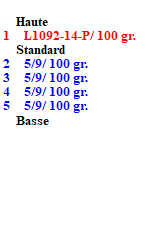 Haute
1 L1092-14-P/ 100 gr.
Standard
2 5/9/ 100 gr.
3 5/9/ 100 gr.
4 5/9/ 100 gr.
5 5/9/ 100 gr.
Basse